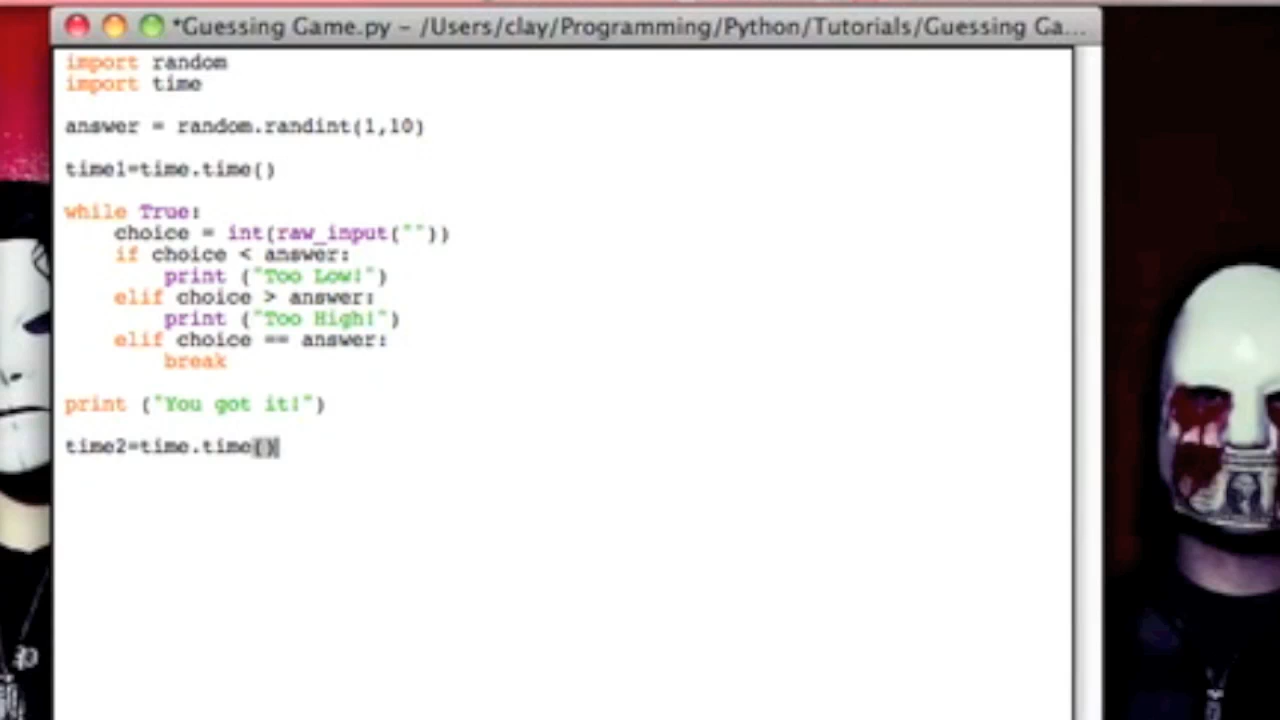 *Guessing Game.py – /Users/clay/Programming/Python/Tutorials/Guessing Ga...
import random
import time
answer = random.randint(1,10)
time1=time.time()
while True:
choice = int(raw_input(""))
if choice < answer:
print ("Too Low!")
elif choice > answer:
print ("Too High!")
elif choice == answer:
break
print ("You got it!")
time2=time.time()